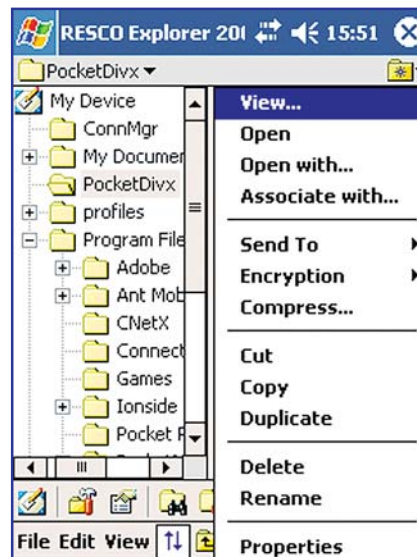 RESCO Explorer 15:51
PocketDivx
My Device
ConnMgr
My Documer
PocketDivx
profiles
Program File
Adobe
Ant Mob
CNetX
Connect
Games
Ionside
Pocket
File Edit View
View...
Open
Open with...
Associate with...
Send To
Encryption
Compress...
Cut
Copy
Duplicate
Delete
Rename
Properties